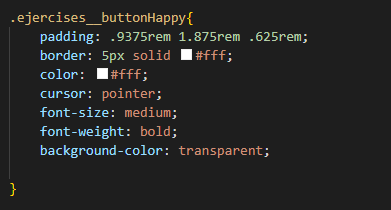 .ejercises__buttonHappy{
padding: .9375rem 1.875rem .625rem;
border: 5px solid #fff;
color: #fff;
cursor: pointer;
font-size: medium;
font-weight: bold;
background-color: transparent;
}